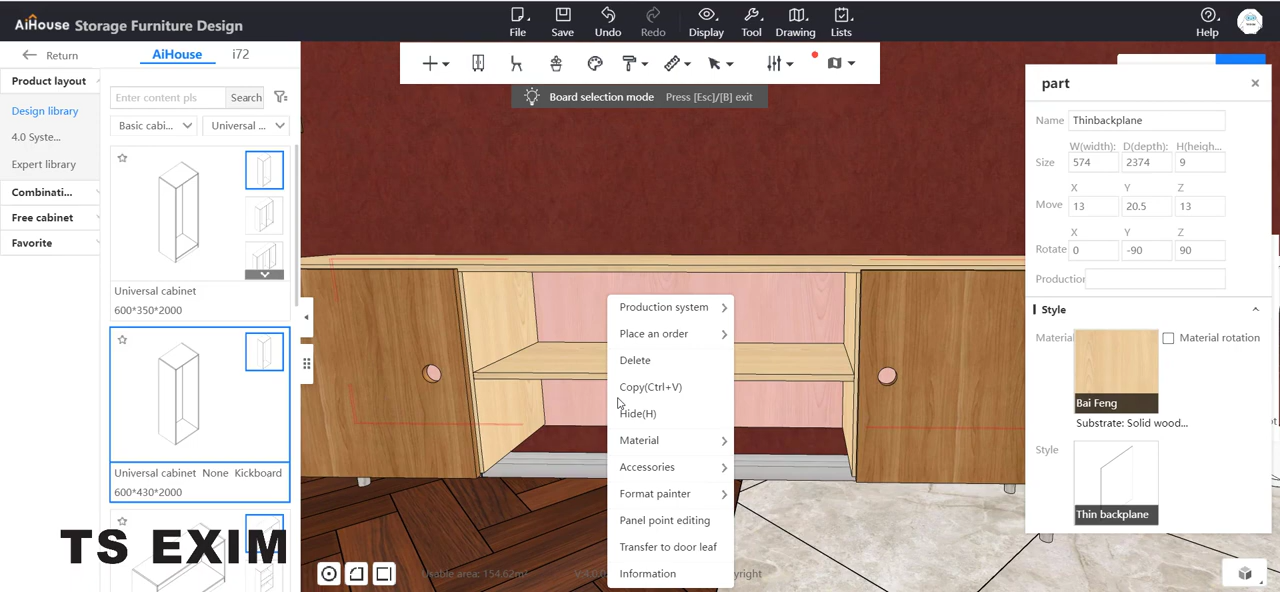 AiHouse Storage Furniture Design
File
Save
Undo
Redo
Display
Tool
Drawing
Lists
Help
Return
AiHouse
i72
Product layout
Design library
4.0 Syste...
Expert library
Combinati...
Free cabinet
Favorite
Enter content pls
Search
Basic cabi...
Universal ...
Universal cabinet
600*350*2000
Universal cabinet None Kickboard
600*430*2000
TS EXIM
Board selection mode Press [Esc]/[B] exit
Production system
Place an order
Delete
Copy(Ctrl+V)
Hide(H)
Material
Accessories
Format painter
Panel point editing
Transfer to door leaf
Information
Usable area: 154.62m²
part
Name Thinbackplane
W(width): D(depth): H(heigh...
Size 574 2374 9
X Y Z
Move 13 20.5 13
X Y Z
Rotate 0 -90 90
Production
Style
Material
Material rotation
Bai Feng
Substrate: Solid wood...
Style
Thin backplane